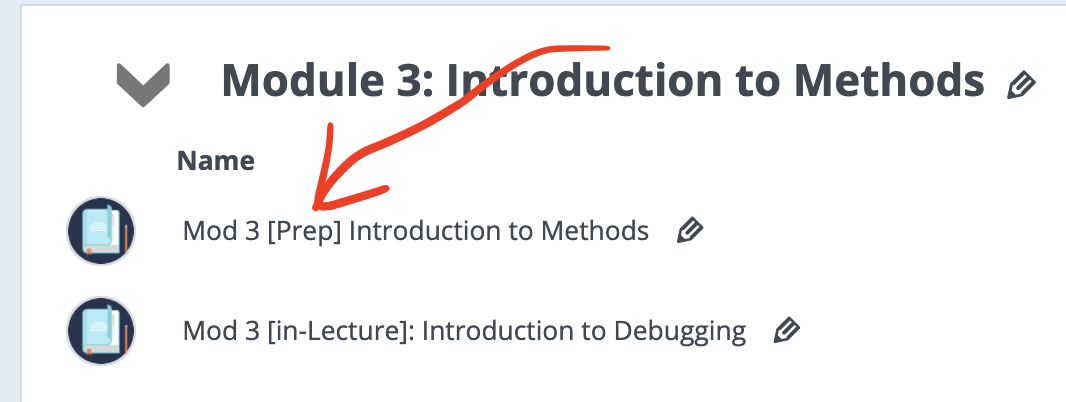 Module 3: Introduction to Methods
Name
Mod 3 [Prep] Introduction to Methods
Mod 3 [in-Lecture]: Introduction to Debugging